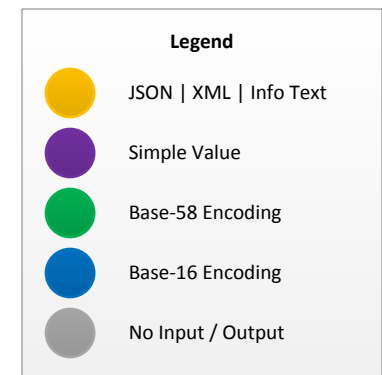 Legend
JSON | XML | Info Text
Simple Value
Base-58 Encoding
Base-16 Encoding
No Input / Output